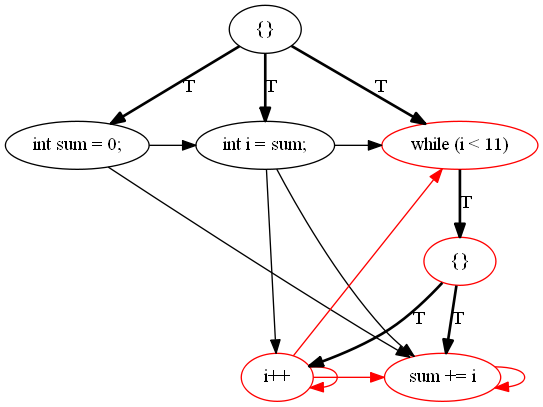 {}
T
T
T
int sum = 0;
int i = sum;
while (i < 11)
T
{}
T
T
i++
sum += i